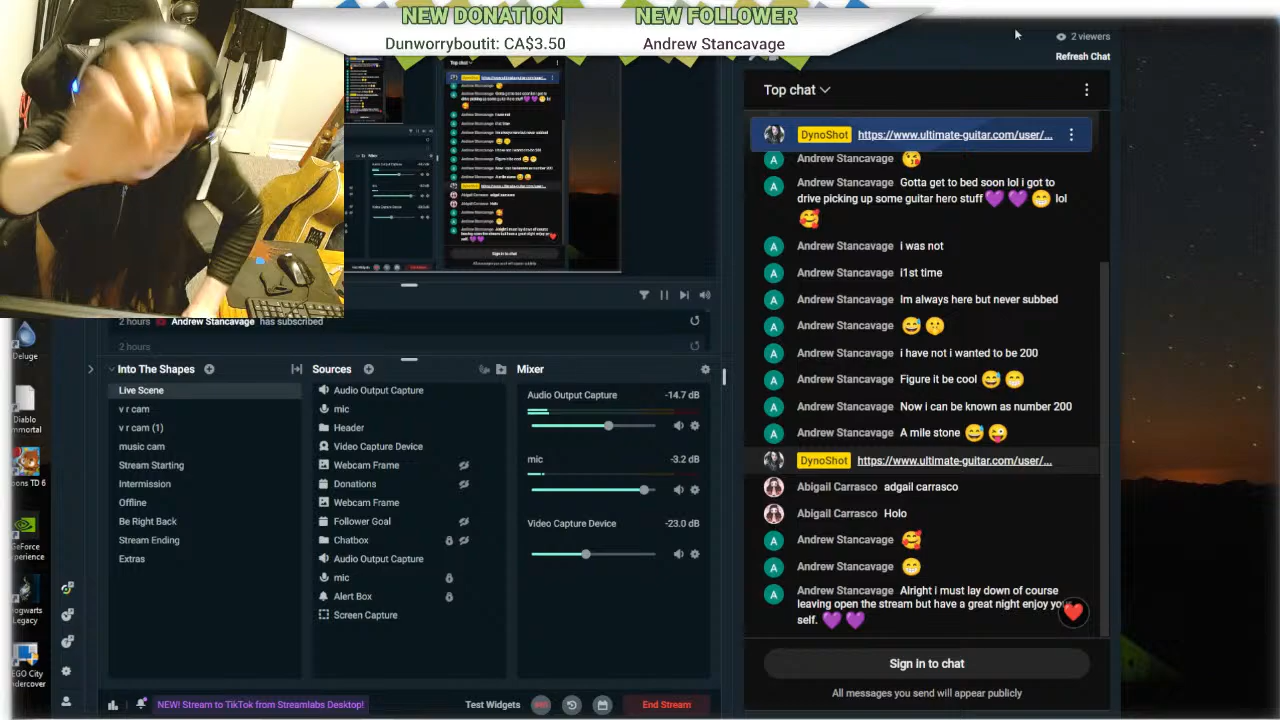 NEW DONATION
Dunworryboutit: CA$3.50
NEW FOLLOWER
Andrew Stancavage
2 viewers
Refresh Chat
Top chat
DynoShot https://www.ultimate-guitar.com/user/...
Andrew Stancavage 😘
Andrew Stancavage Gotta gøto bed soon lol i got to
drive pIcking up some guitar hero stuff💜💜😁 lol
🥰
Andrew Stancavage i was not
Andrew Stancavage i1st time
Andrew Stancavage Im always here but never subbed
Andrew Stancavage 😅🤫
Andrew Stancavage i have not i wanted to be 200
Andrew Stancavage Figure it be cool 😅😁
Andrew Stancavage Now i can be known as number 200
Andrew Stancavage A mile stone 😅😜
DynoShot https://www.ultimate-guitar.com/user/...
Abigail Carrasco adgail carrasco
Abigail Carrasco Holo
Andrew Stancavage 🥰
Andrew Stancavage 😁
Andrew Stancavage Alright i must lay down of course
leaving open the stream but have a great night enjoy
self. 💜💜
Sign in to chat
All messages you send will appear publicly
2 hours Andrew Stancavage has subscribed
2 hours
Into The Shapes
Live Scene
v r cam
v r cam (1)
music cam
Stream Starting
Intermission
Offline
Be Right Back
Stream Ending
Extras
Sources
Audio Output Capture
mic
Header
Video Capture Device
Webcam Frame
Donations
Webcam Frame
Follower Goal
Chatbox
Audio Output Capture
mic
Alert Box
Screen Capture
Mixer
Audio Output Capture -14.7 dB
mic -3.2 dB
Video Capture Device -23.0 dB
NEW! Stream to TikTok from Streamlabs Desktop!
Test Widgets
End Stream
Deluge
Diablo
TD 6
Legacy